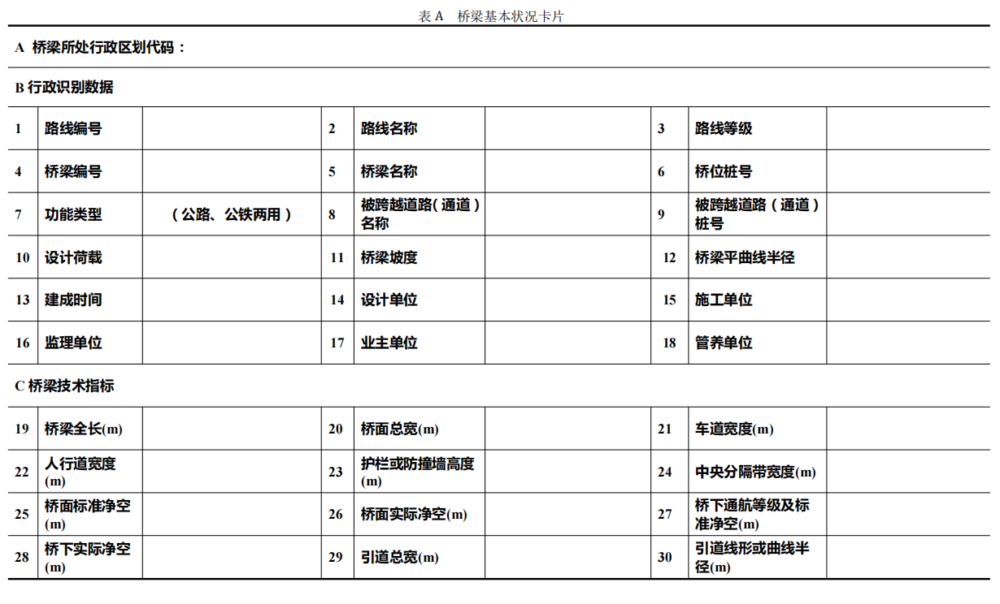 表 A 桥梁基本状况卡片
A 桥梁所处行政区划代码：
B 行政识别数据
1 路线编号 2 路线名称 3 路线等级
4 桥梁编号 5 桥梁名称 6 桥位桩号
7 功能类型 （公路、公铁两用） 8 被跨越道路（通道）名称 9 被跨越道路（通道）桩号
10 设计荷载 11 桥梁坡度 12 桥梁平曲线半径
13 建成时间 14 设计单位 15 施工单位
16 监理单位 17 业主单位 18 管养单位
C 桥梁技术指标
19 桥梁全长(m) 20 桥面总宽(m) 21 车道宽度(m)
22 人行道宽度(m) 23 护栏或防撞墙高度(m) 24 中央分隔带宽度(m)
25 桥面标准净空(m) 26 桥面实际净空(m) 27 桥下通航等级及标准净空(m)
28 桥下实际净空(m) 29 引道总宽(m) 30 引道线形或曲线半径(m)